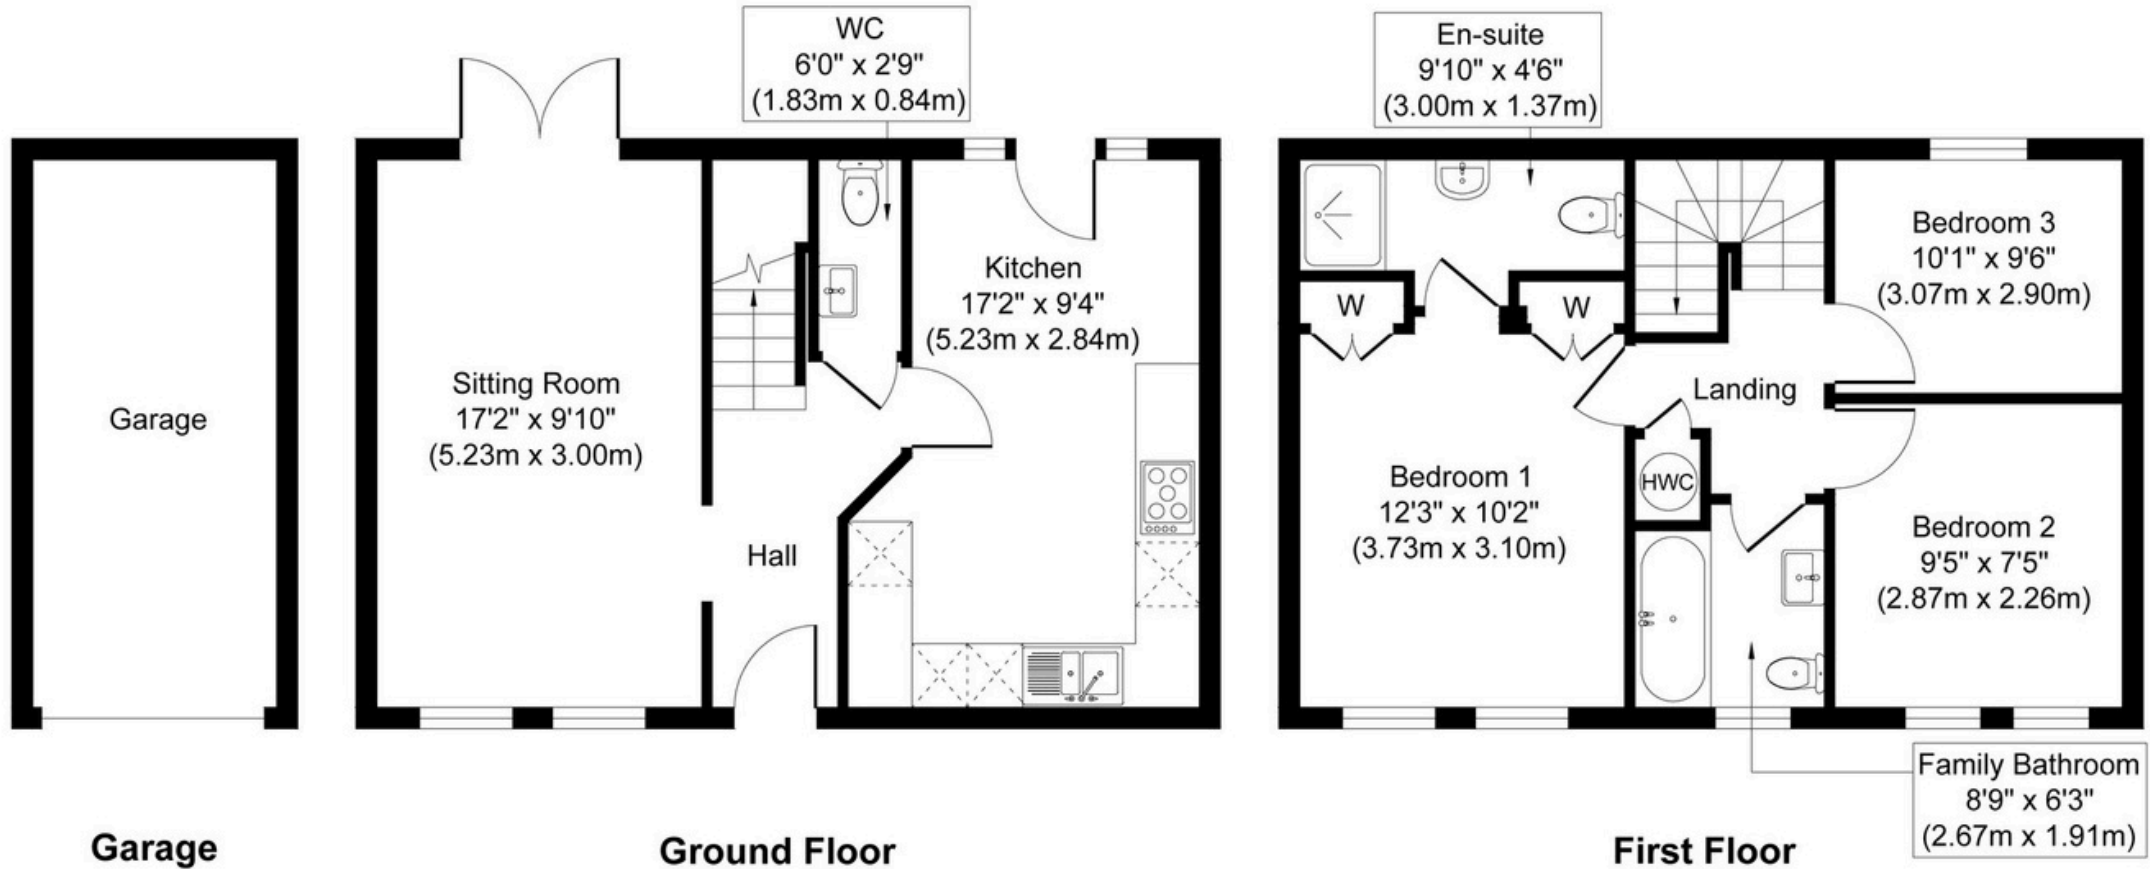 Garage
Garage
WC
6'0" x 2'9"
(1.83m x 0.84m)
Sitting Room
17'2" x 9'10"
(5.23m x 3.00m)
Kitchen
17'2" x 9'4"
(5.23m x 2.84m)
Hall
Ground Floor
En-suite
9'10" x 4'6"
(3.00m x 1.37m)
W
W
Bedroom 3
10'1" x 9'6"
(3.07m x 2.90m)
Landing
Bedroom 1
12'3" x 10'2"
(3.73m x 3.10m)
HWC
Bedroom 2
9'5" x 7'5"
(2.87m x 2.26m)
Family Bathroom
8'9" x 6'3"
(2.67m x 1.91m)
First Floor